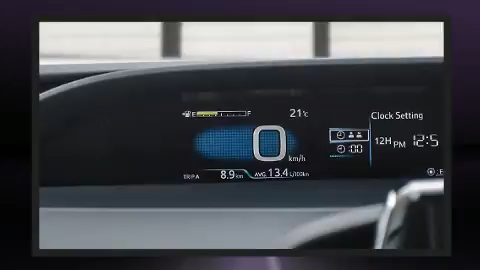 E F
21°C
Clock Setting
0
km/h
:00
12H PM 12:5
TRIP A 8.9 km AVG. 13.4 L/100km